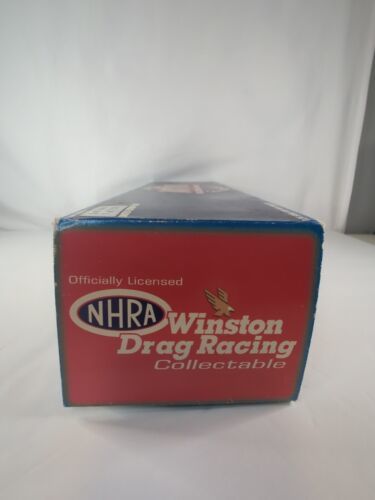 Officially Licensed
NHRA Winston
Drag Racing
Collectable